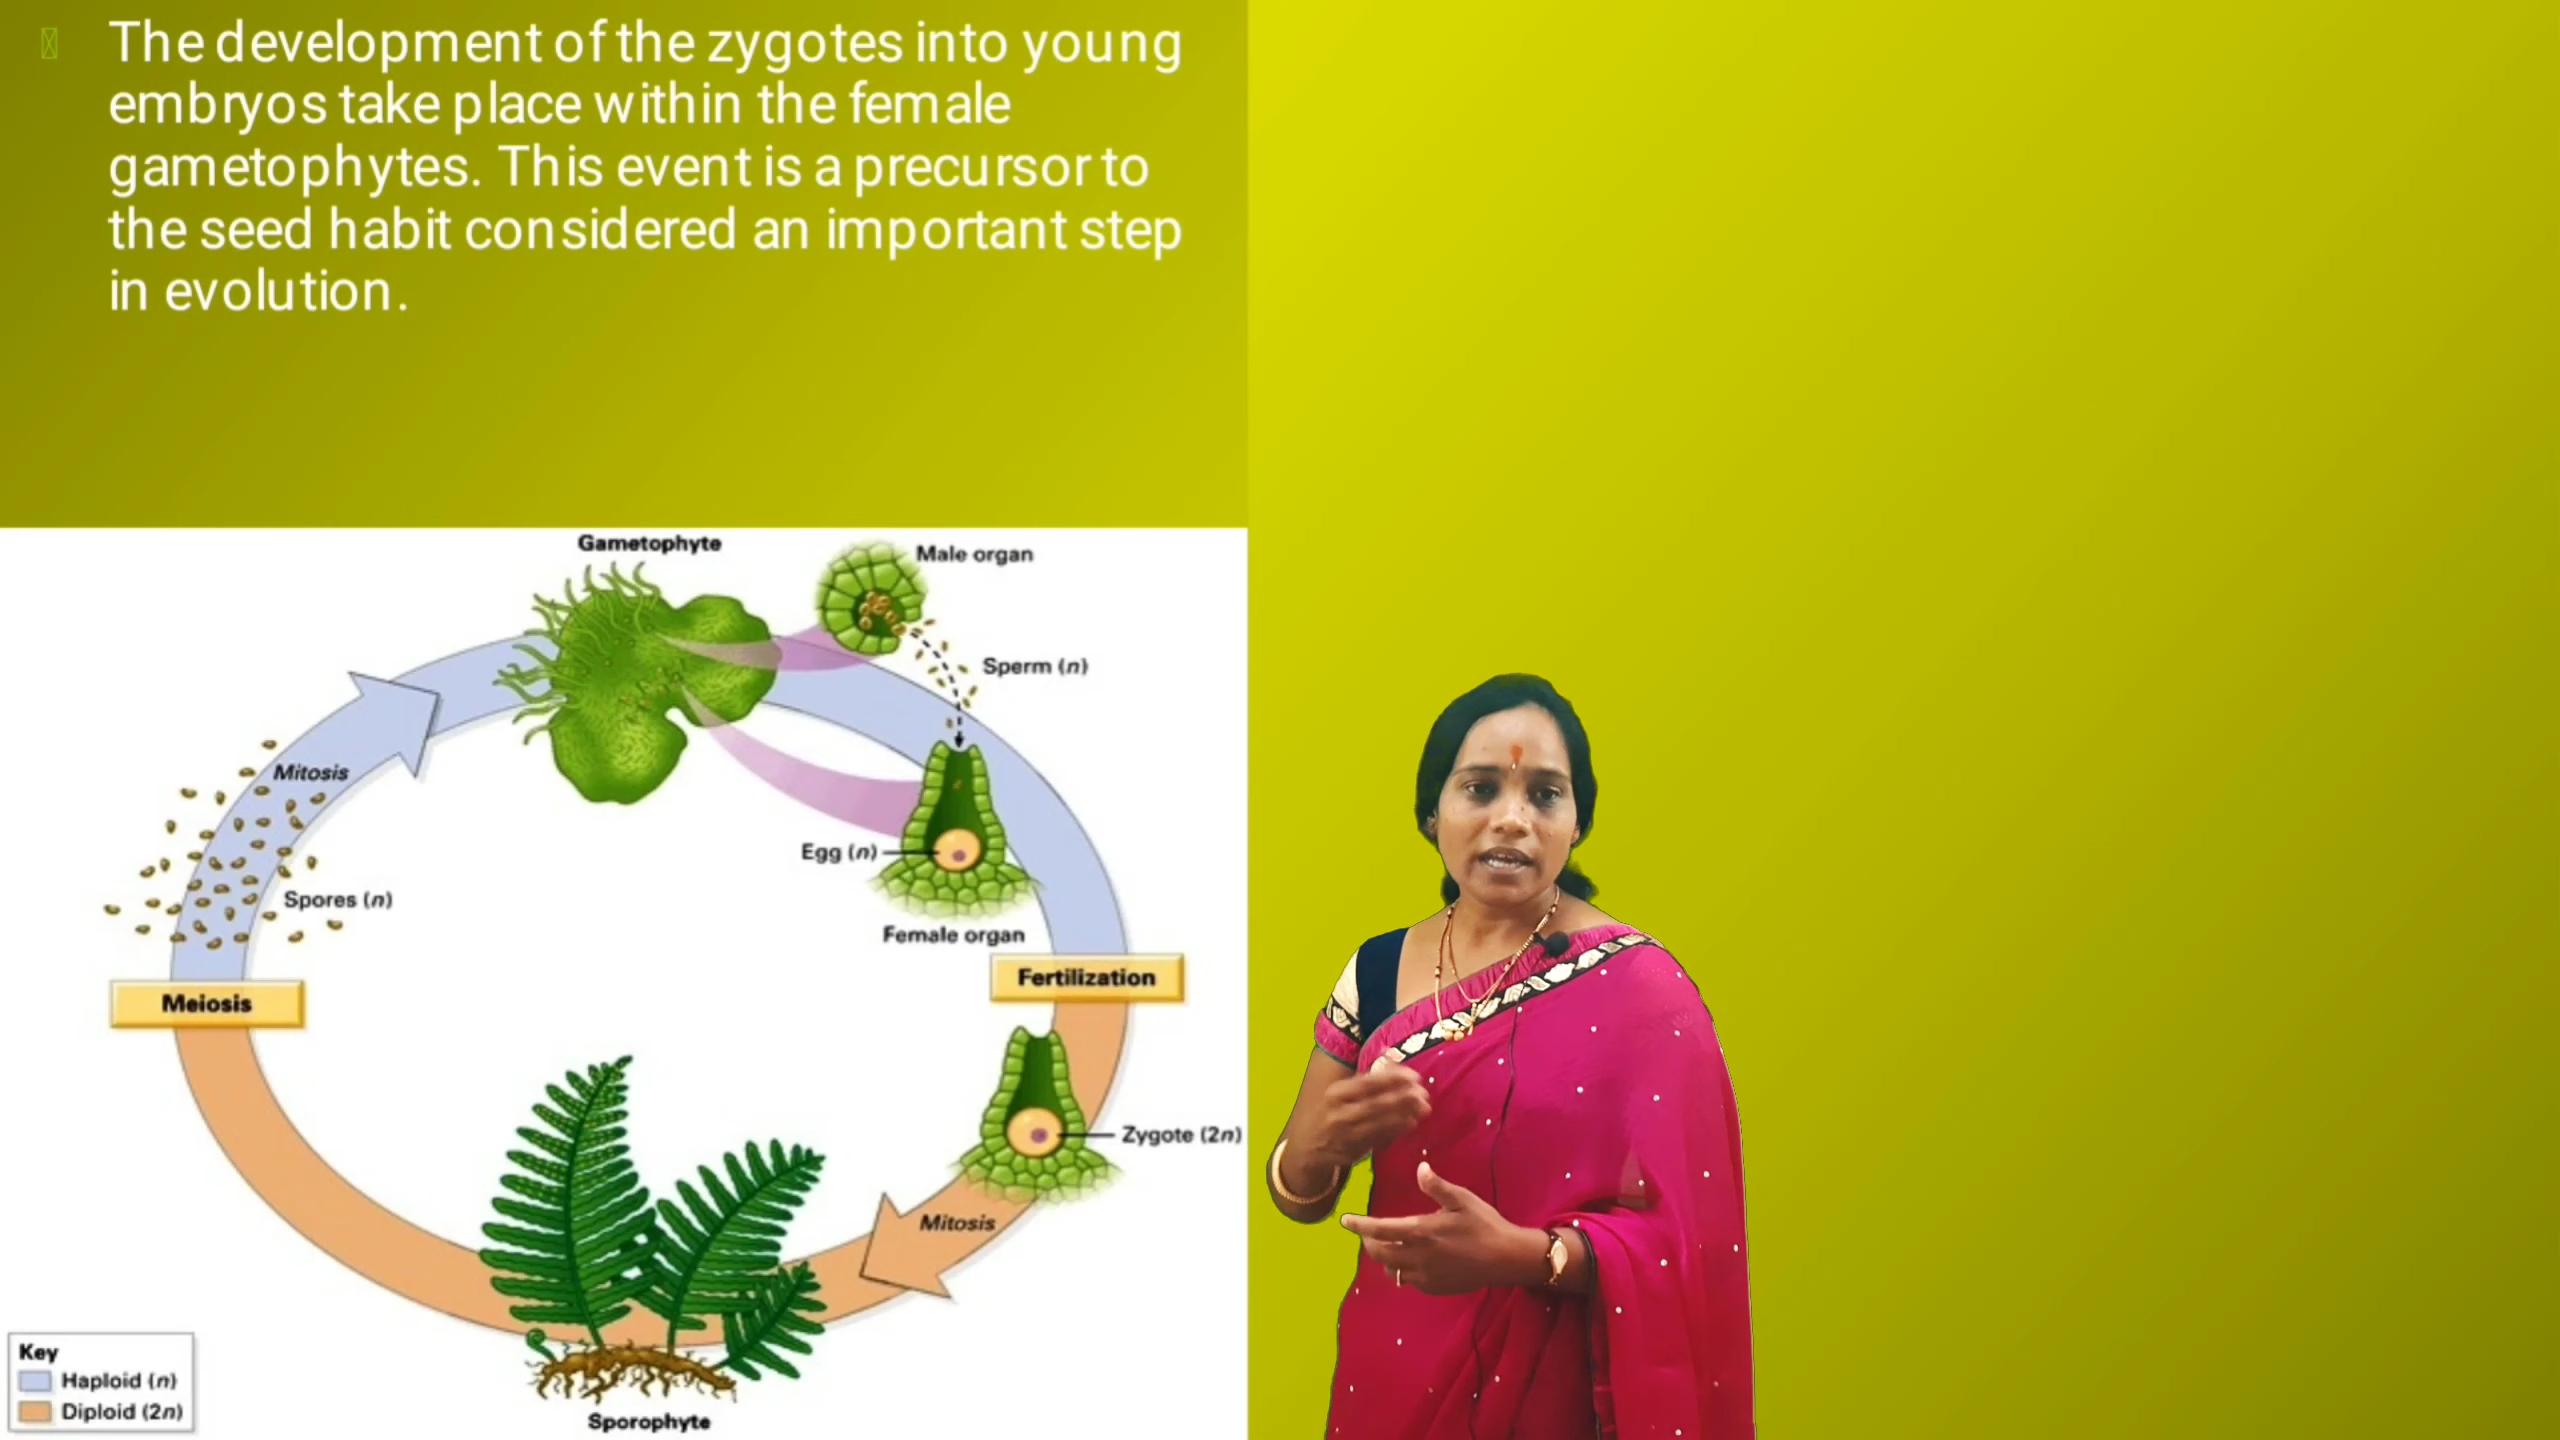 The development of the zygotes into young
embryos take place within the female
gametophytes. This event is a precursor to
the seed habit considered an important step
in evolution.
Gametophyte
Male organ
Sperm (n)
Mitosis
Egg (n)
Spores (n)
Female organ
Fertilization
Meiosis
Zygote (2n)
Mitosis
Key
Haploid (n)
Diploid (2n)
Sporophyte